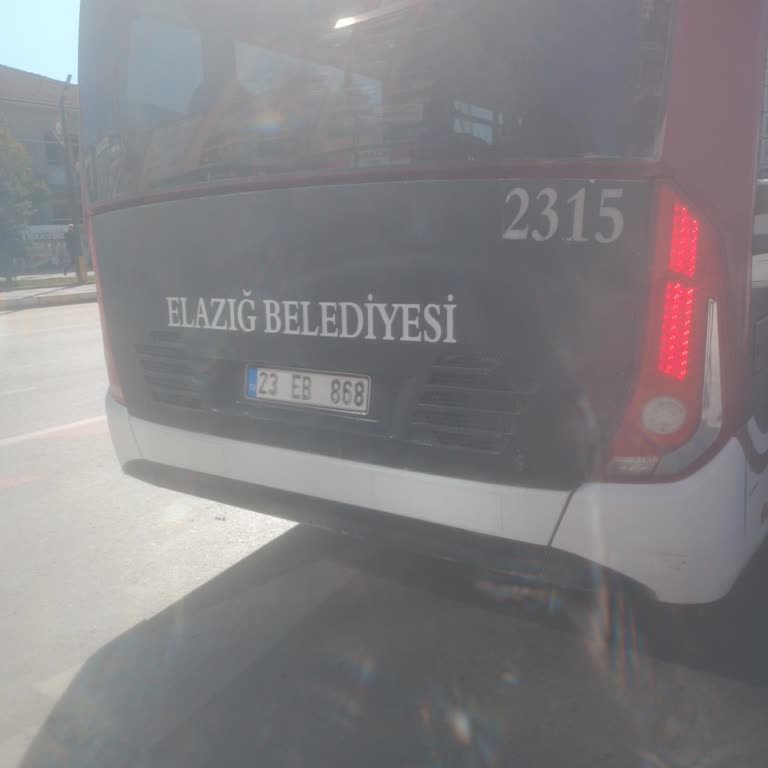 2315
ELAZIĞ BELEDİYESİ
23 EB 868